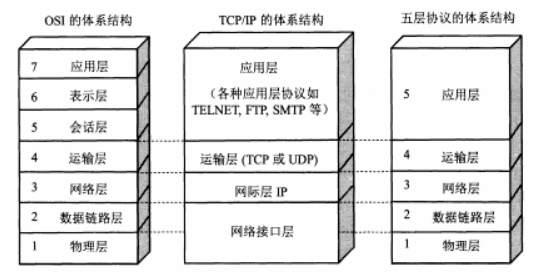 OSI 的体系结构
7 应用层
6 表示层
5 会话层
4 运输层
3 网络层
2 数据链路层
1 物理层
TCP/IP 的体系结构
应用层
（各种应用层协议如
TELNET, FTP, SMTP 等）
运输层 (TCP 或 UDP)
网际层 IP
网络接口层
五层协议的体系结构
5 应用层
4 运输层
3 网络层
2 数据链路层
1 物理层